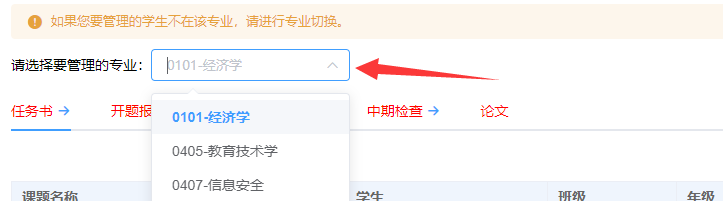 如果您要管理的学生不在该专业，请进行专业切换。
请选择要管理的专业： 0101-经济学
任务书 → 开题报 中期检查 → 论文
0101-经济学
0405-教育技术学
0407-信息安全
课题名称 学生 班级 年级